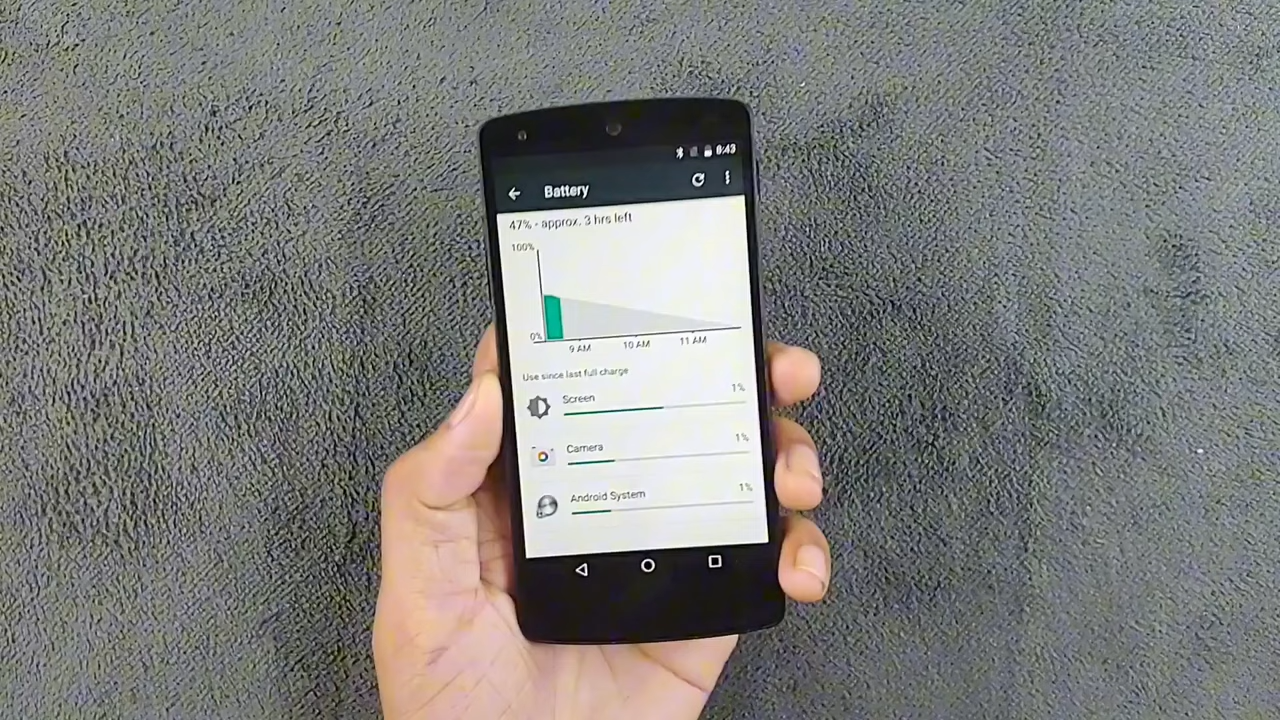 8:43
Battery
47% - approx. 3 hrs left
100%
0%
9 AM 10 AM 11 AM
Use since last full charge
Screen 1%
Camera 1%
Android System 1%